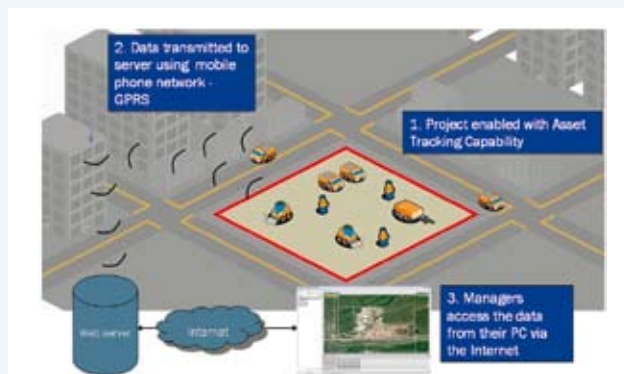 2. Data transmitted to
server using mobile
phone network -
GPRS
1. Project enabled with Asset
Tracking Capability
Web server
Internet
3. Managers
access the data
from their PC via
the Internet